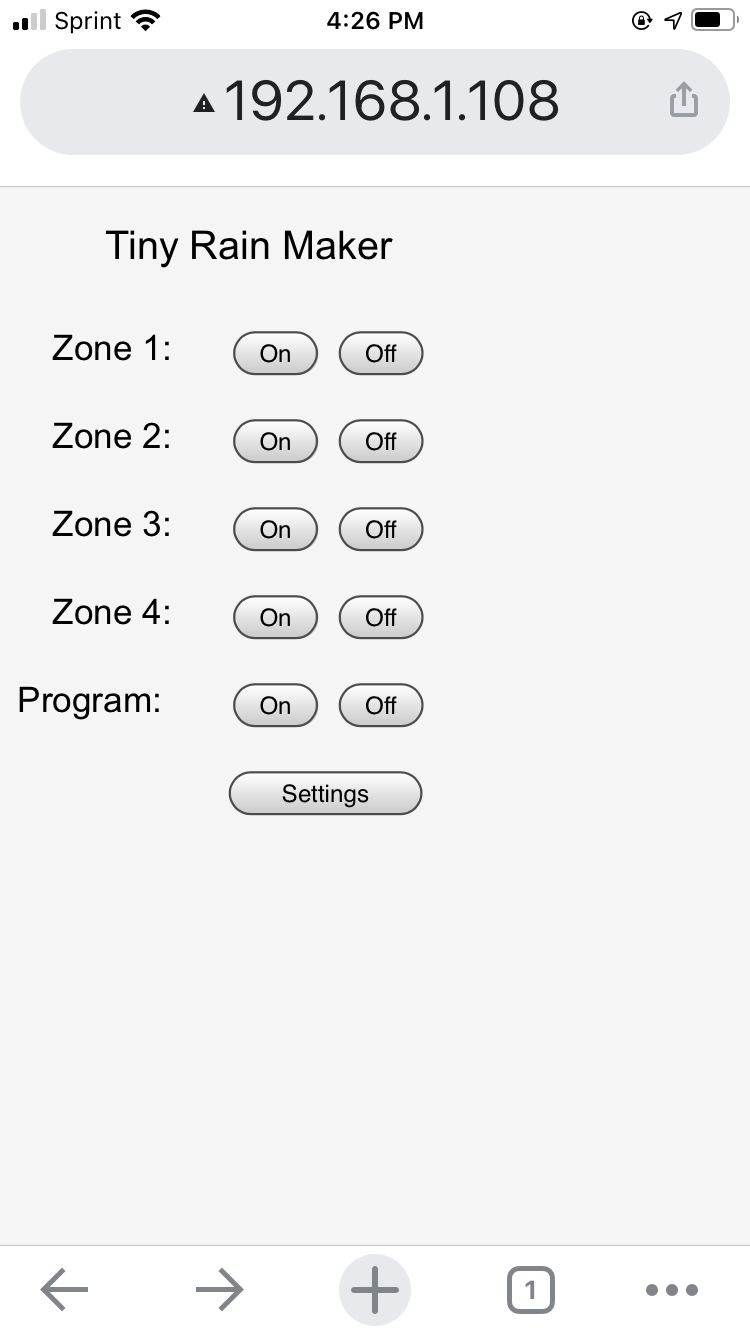 Sprint 4:26 PM
192.168.1.108
Tiny Rain Maker
Zone 1: On Off
Zone 2: On Off
Zone 3: On Off
Zone 4: On Off
Program: On Off
Settings
1